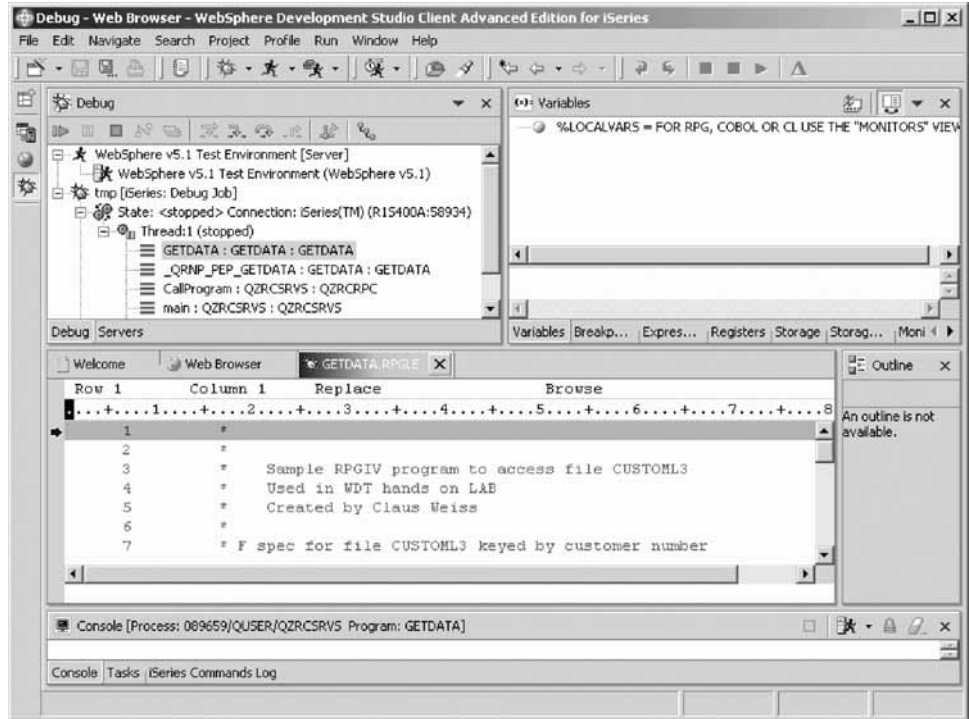 Debug - Web Browser - WebSphere Development Studio Client Advanced Edition for iSeries
File Edit Navigate Search Project Profile Run Window Help
Debug
WebSphere v5.1 Test Environment [Server]
WebSphere v5.1 Test Environment (WebSphere v5.1)
tmp [iSeries: Debug Job]
State: <stopped> Connection: iSeries(TM) (R15400A:58934)
Thread:1 (stopped)
GETDATA : GETDATA : GETDATA
_QRNP_PEP_GETDATA : GETDATA : GETDATA
CallProgram : QZRCSRVS : QZRCRPC
main : QZRCSRVS : QZRCSRVS
Debug Servers
(x)= Variables
%LOCALVARS = FOR RPG, COBOL OR CL USE THE "MONITORS" VIEW
Variables Breakp... Expres... Registers Storage Storag... Moni
Welcome Web Browser GETDATA.RPGLE
Row 1 Column 1 Replace Browse
....+....1....+....2....+....3....+....4....+....5....+....6....+....7....+....8
1 *
2 *
3 * Sample RPGIV program to access file CUSTOML3
4 * Used in WDT hands on LAB
5 * Created by Claus Weiss
6 *
7 * F spec for file CUSTOML3 keyed by customer number
Outline
An outline is not
available.
Console [Process: 089659/QUSER/QZRCSRVS Program: GETDATA]
Console Tasks iSeries Commands Log